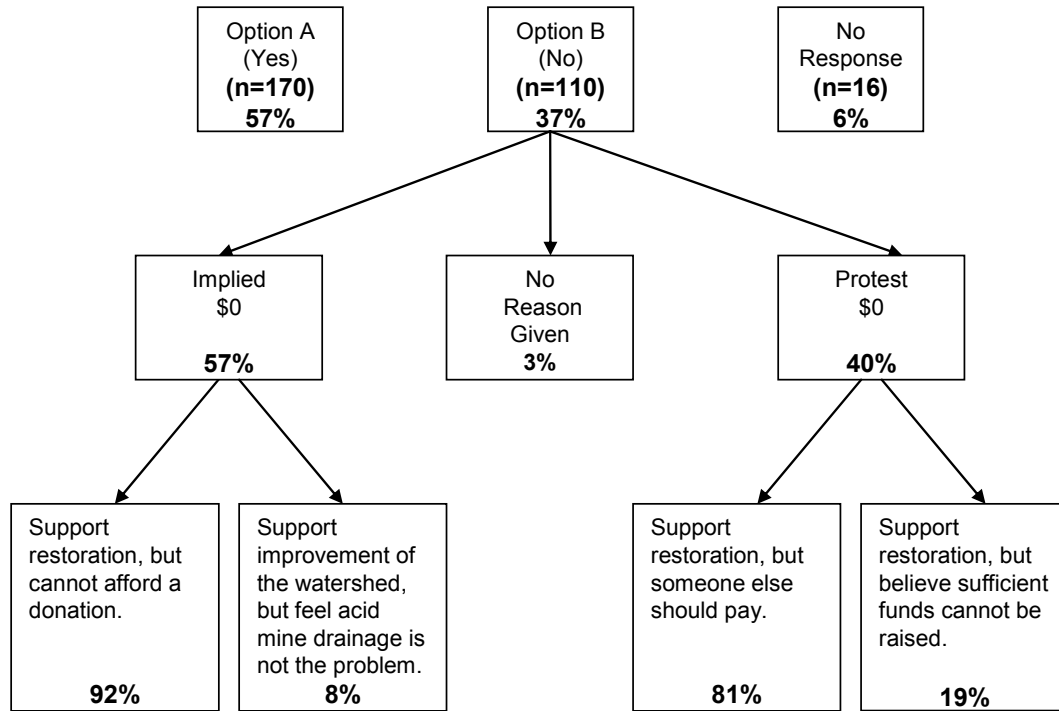 Option A
(Yes)
(n=170)
57%
Option B
(No)
(n=110)
37%
No
Response
(n=16)
6%
Implied
$0
57%
No
Reason
Given
3%
Protest
$0
40%
Support
restoration, but
cannot afford a
donation.
92%
Support
improvement of
the watershed,
but feel acid
mine drainage is
not the problem.
8%
Support
restoration, but
someone else
should pay.
81%
Support
restoration, but
believe sufficient
funds cannot be
raised.
19%